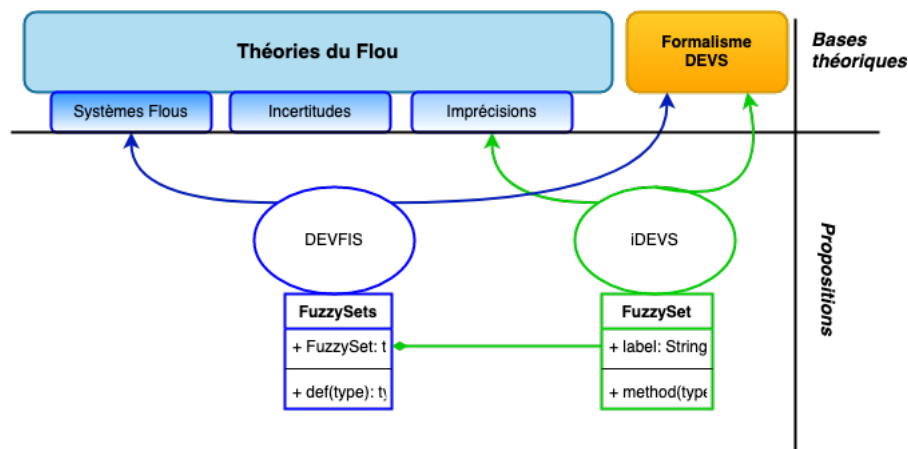 Théories du Flou
Formalisme
DEVS
Bases
théoriques
Systèmes Flous
Incertitudes
Imprécisions
DEVFIS
iDEVS
Propositions
FuzzySets
+ FuzzySet: t
+ def(type): ty
FuzzySet
+ label: String
+ method(type